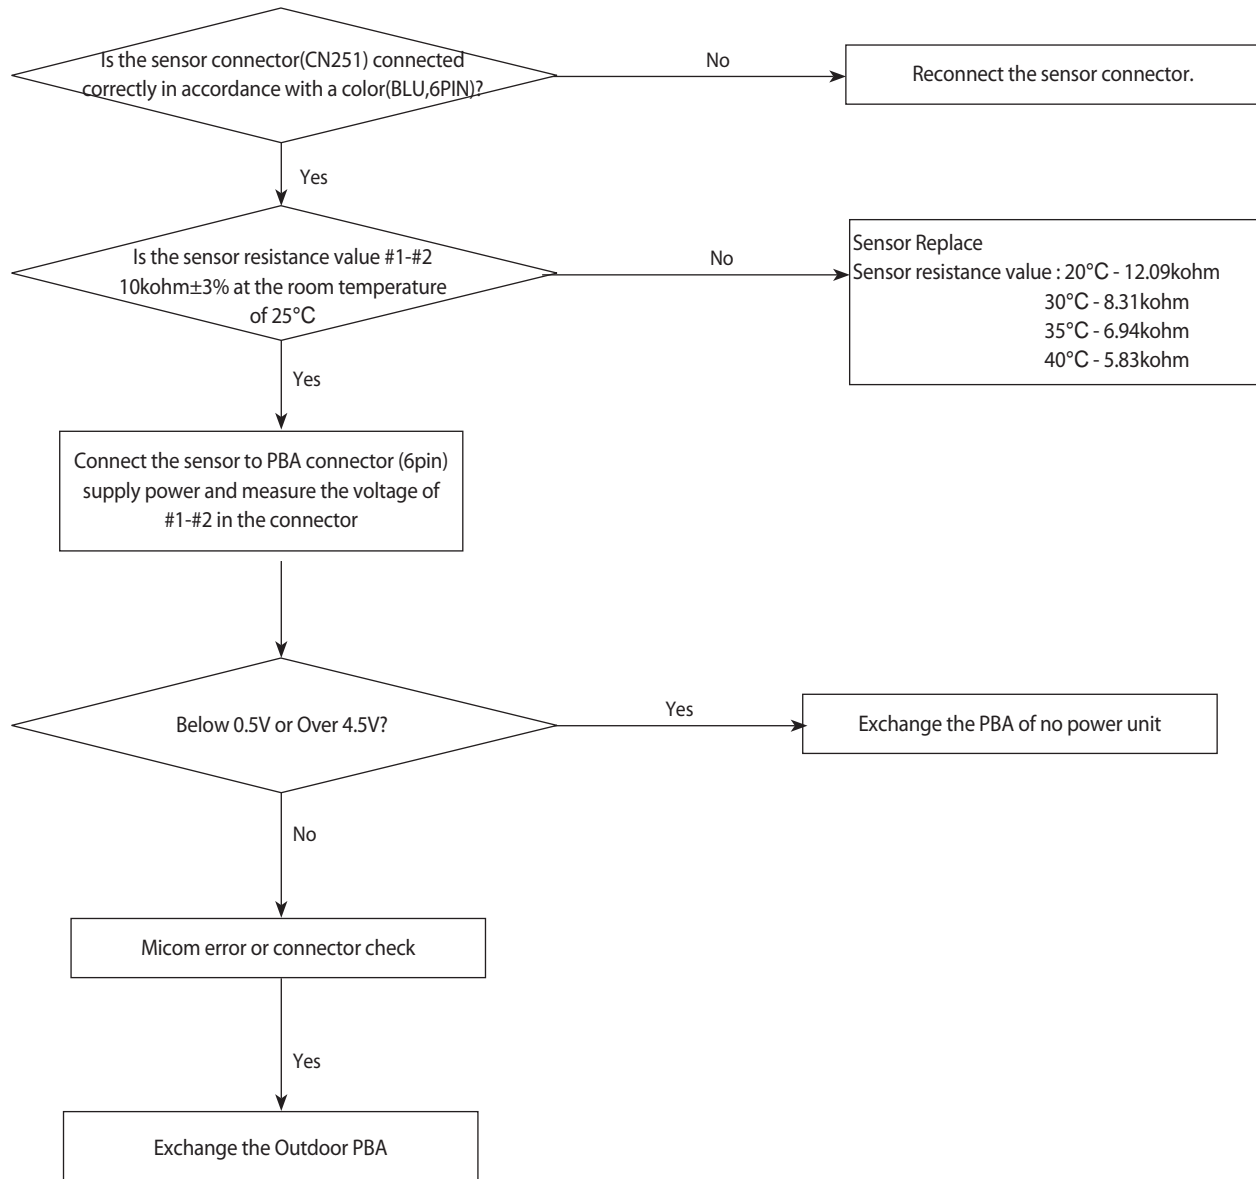 Is the sensor connector(CN251) connected
correctly in accordance with a color(BLU,6PIN)?
No
Reconnect the sensor connector.
Yes
Is the sensor resistance value #1-#2
10kohm±3% at the room temperature
of 25°C
No
Sensor Replace
Sensor resistance value : 20°C - 12.09kohm
30°C - 8.31kohm
35°C - 6.94kohm
40°C - 5.83kohm
Yes
Connect the sensor to PBA connector (6pin)
supply power and measure the voltage of
#1-#2 in the connector
Below 0.5V or Over 4.5V?
Yes
Exchange the PBA of no power unit
No
Micom error or connector check
Yes
Exchange the Outdoor PBA